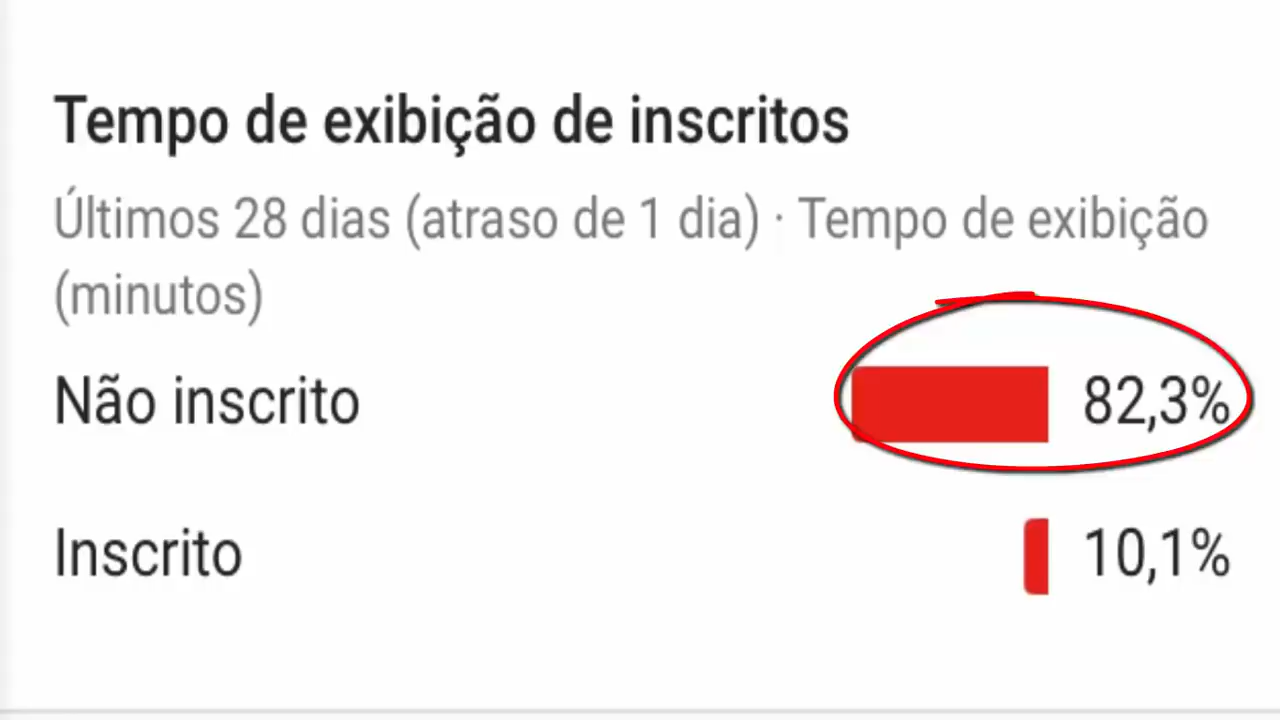 Tempo de exibição de inscritos
Últimos 28 dias (atraso de 1 dia) · Tempo de exibição
(minutos)
Não inscrito 82,3%
Inscrito 10,1%